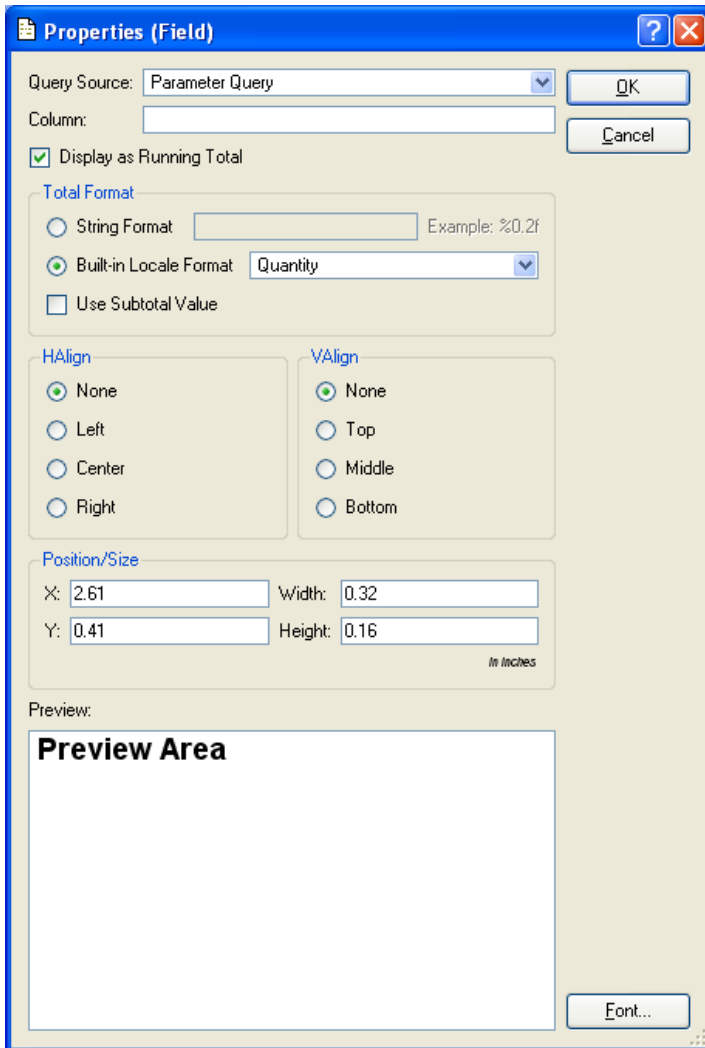 Properties (Field)
Query Source: Parameter Query
OK
Column:
Cancel
Display as Running Total
Total Format
String Format Example: %0.2f
Built-in Locale Format Quantity
Use Subtotal Value
HAlign VAlign
None None
Left Top
Center Middle
Right Bottom
Position/Size
X: 2.61 Width: 0.32
Y: 0.41 Height: 0.16
in inches
Preview:
Preview Area
Font...